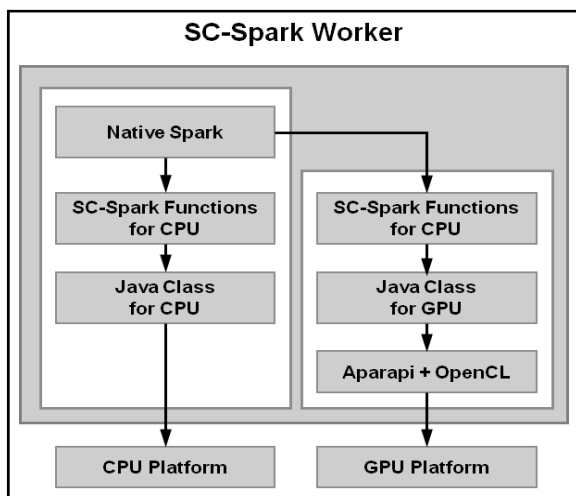 SC-Spark Worker
Native Spark
SC-Spark Functions
for CPU
SC-Spark Functions
for CPU
Java Class
for CPU
Java Class
for GPU
Aparapi + OpenCL
CPU Platform
GPU Platform